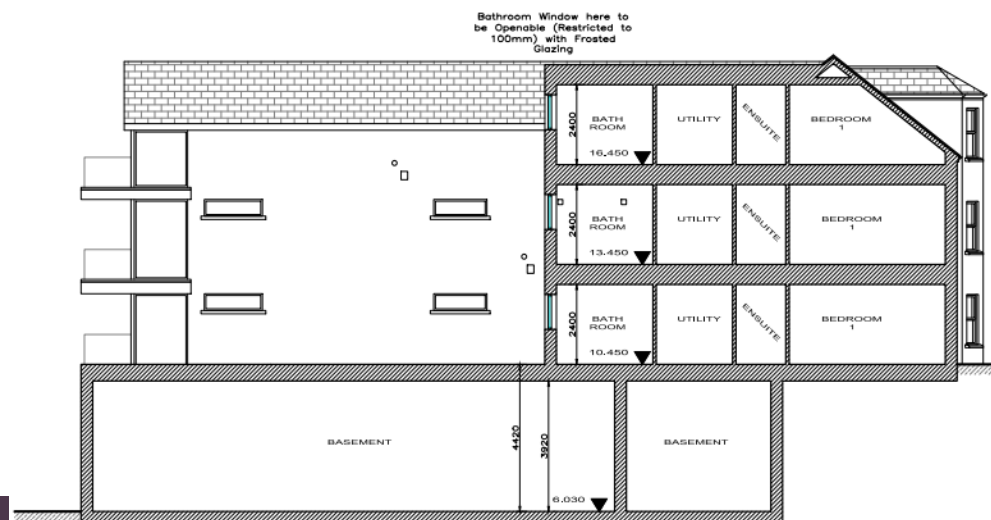 Bathroom Window here to
be Openable (Restricted to
100mm) with Frosted
Glazing
2400
BATH
ROOM
16.450
UTILITY
ENSUITE
BEDROOM
1
2400
BATH
ROOM
13.450
UTILITY
ENSUITE
BEDROOM
1
2400
BATH
ROOM
10.450
UTILITY
ENSUITE
BEDROOM
1
BASEMENT
4420
3920
6.030
BASEMENT